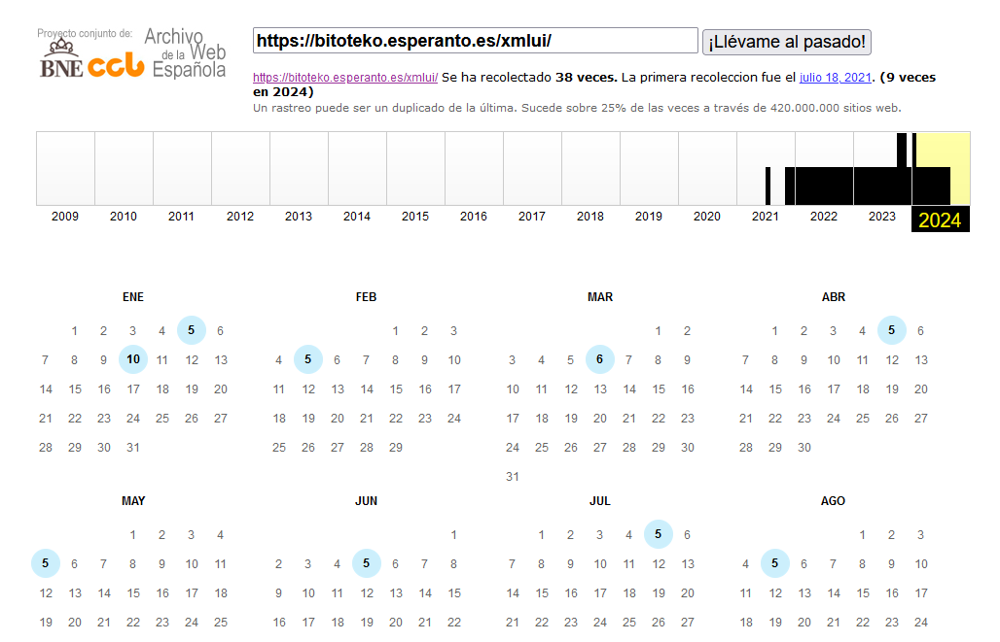 Proyecto conjunto de:
BNE ccb Archivo de la Web Española
https://bitoteko.esperanto.es/xmlui/ ¡Llévame al pasado!
https://bitoteko.esperanto.es/xmlui/ Se ha recolectado 38 veces. La primera recoleccion fue el julio 18, 2021. (9 veces
en 2024)
Un rastreo puede ser un duplicado de la última. Sucede sobre 25% de las veces a través de 420.000.000 sitios web.
2009 2010 2011 2012 2013 2014 2015 2016 2017 2018 2019 2020 2021 2022 2023 2024
ENE FEB MAR ABR
1 2 3 4 5 6 1 2 3 1 2 1 2 3 4 5 6
7 8 9 10 11 12 13 4 5 6 7 8 9 10 3 4 5 6 7 8 9 7 8 9 10 11 12 13
14 15 16 17 18 19 20 11 12 13 14 15 16 17 10 11 12 13 14 15 16 14 15 16 17 18 19 20
21 22 23 24 25 26 27 18 19 20 21 22 23 24 17 18 19 20 21 22 23 21 22 23 24 25 26 27
28 29 30 31 25 26 27 28 29 24 25 26 27 28 29 30 28 29 30
31
MAY JUN JUL AGO
1 2 3 4 1 1 2 3 4 5 6 1 2 3
5 6 7 8 9 10 11 2 3 4 5 6 7 8 7 8 9 10 11 12 13 4 5 6 7 8 9 10
12 13 14 15 16 17 18 9 10 11 12 13 14 15 14 15 16 17 18 19 20 11 12 13 14 15 16 17
19 20 21 22 23 24 25 16 17 18 19 20 21 22 21 22 23 24 25 26 27 18 19 20 21 22 23 24